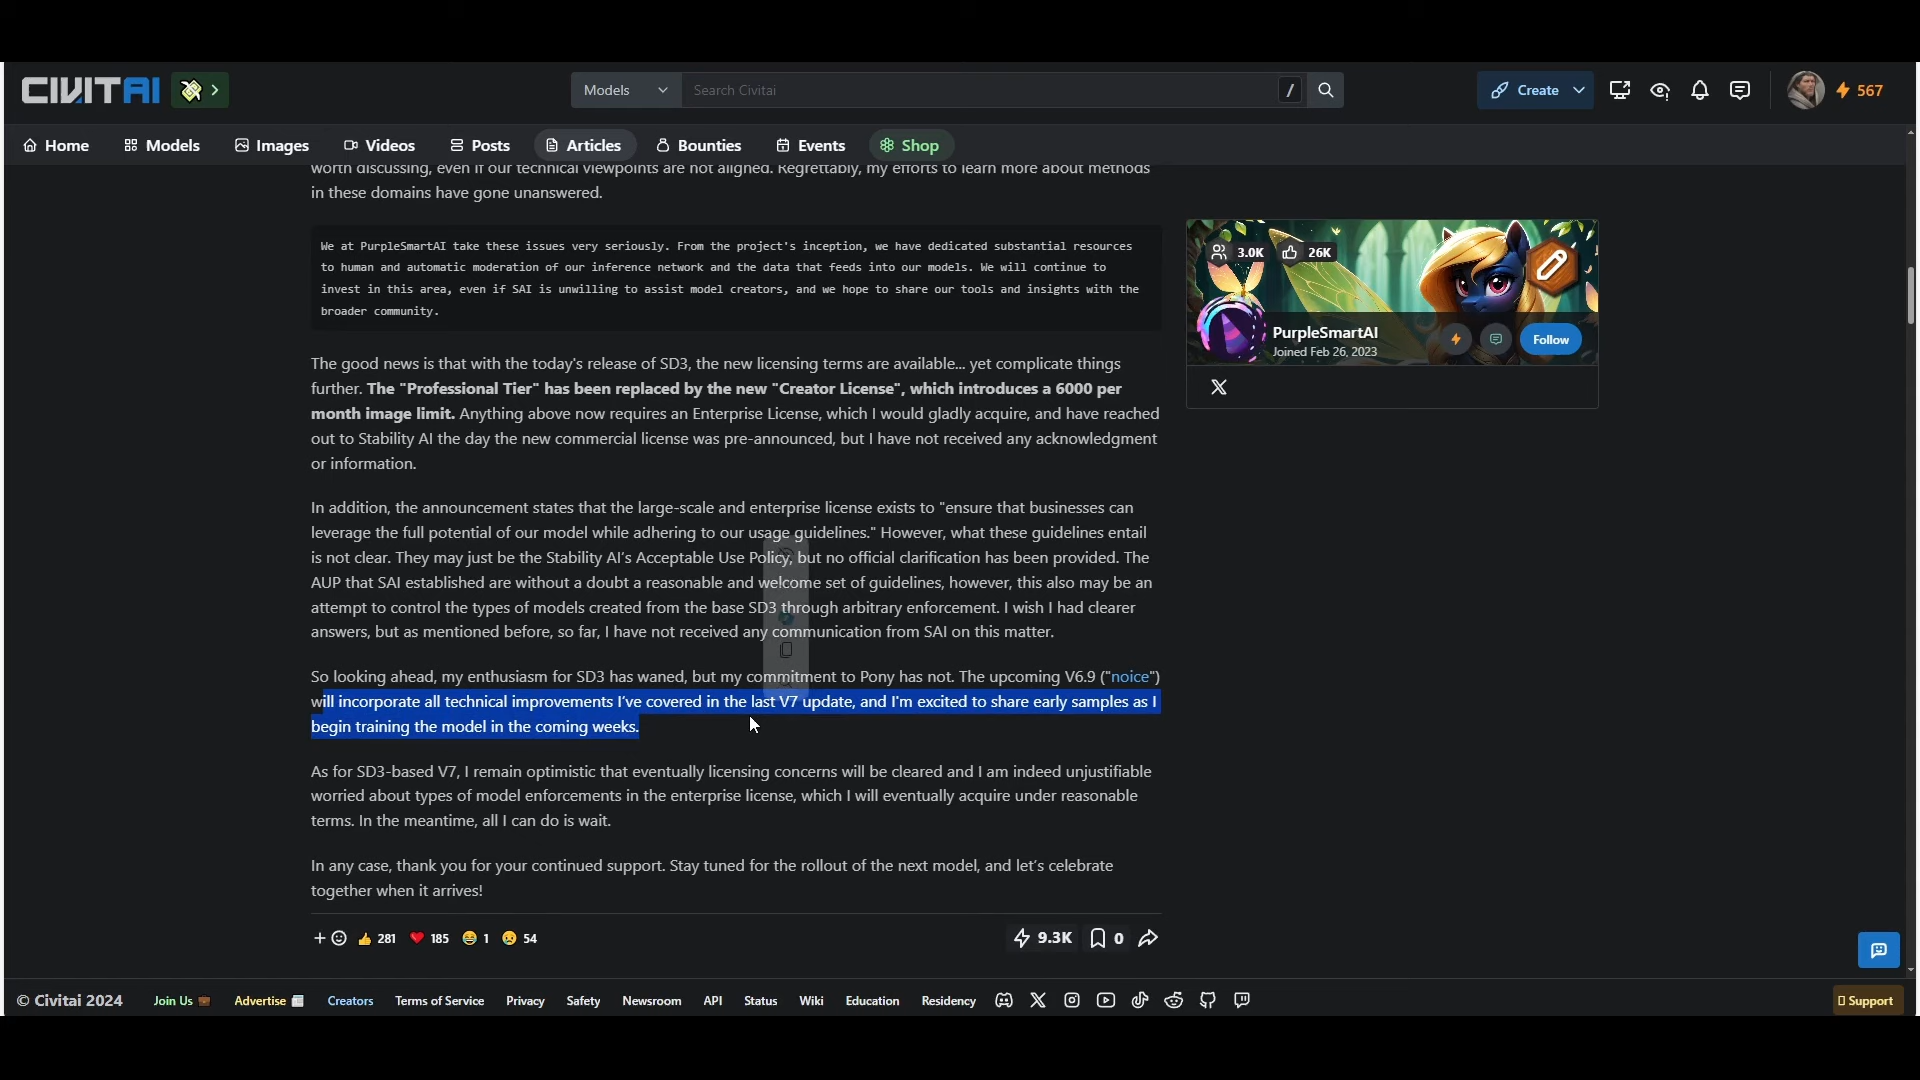 CIVITAI
Models
Search Civitai
/
Create
567
Home
Models
Images
Videos
Posts
Articles
Bounties
Events
Shop
worth discussing, even if our technical viewpoints are not aligned. Regrettably, my efforts to learn more about methods
in these domains have gone unanswered.
We at PurpleSmartAI take these issues very seriously. From the project's inception, we have dedicated substantial resources
to human and automatic moderation of our inference network and the data that feeds into our models. We will continue to
invest in this area, even if SAI is unwilling to assist model creators, and we hope to share our tools and insights with the
broader community.
The good news is that with the today's release of SD3, the new licensing terms are available... yet complicate things
further. The "Professional Tier" has been replaced by the new "Creator License", which introduces a 6000 per
month image limit. Anything above now requires an Enterprise License, which I would gladly acquire, and have reached
out to Stability AI the day the new commercial license was pre-announced, but I have not received any acknowledgment
or information.
In addition, the announcement states that the large-scale and enterprise license exists to "ensure that businesses can
leverage the full potential of our model while adhering to our usage guidelines." However, what these guidelines entail
is not clear. They may just be the Stability AI's Acceptable Use Policy, but no official clarification has been provided. The
AUP that SAI established are without a doubt a reasonable and welcome set of guidelines, however, this also may be an
attempt to control the types of models created from the base SD3 through arbitrary enforcement. I wish I had clearer
answers, but as mentioned before, so far, I have not received any communication from SAI on this matter.
So looking ahead, my enthusiasm for SD3 has waned, but my commitment to Pony has not. The upcoming V6.9 ("noice")
will incorporate all technical improvements I've covered in the last V7 update, and I'm excited to share early samples as I
begin training the model in the coming weeks.
As for SD3-based V7, I remain optimistic that eventually licensing concerns will be cleared and I am indeed unjustifiable
worried about types of model enforcements in the enterprise license, which I will eventually acquire under reasonable
terms. In the meantime, all I can do is wait.
In any case, thank you for your continued support. Stay tuned for the rollout of the next model, and let's celebrate
together when it arrives!
281
185
1
54
9.3K
0
3.0K
26K
PurpleSmartAI
Joined Feb 26, 2023
Follow
© Civitai 2024
Join Us
Advertise
Creators
Terms of Service
Privacy
Safety
Newsroom
API
Status
Wiki
Education
Residency
Support